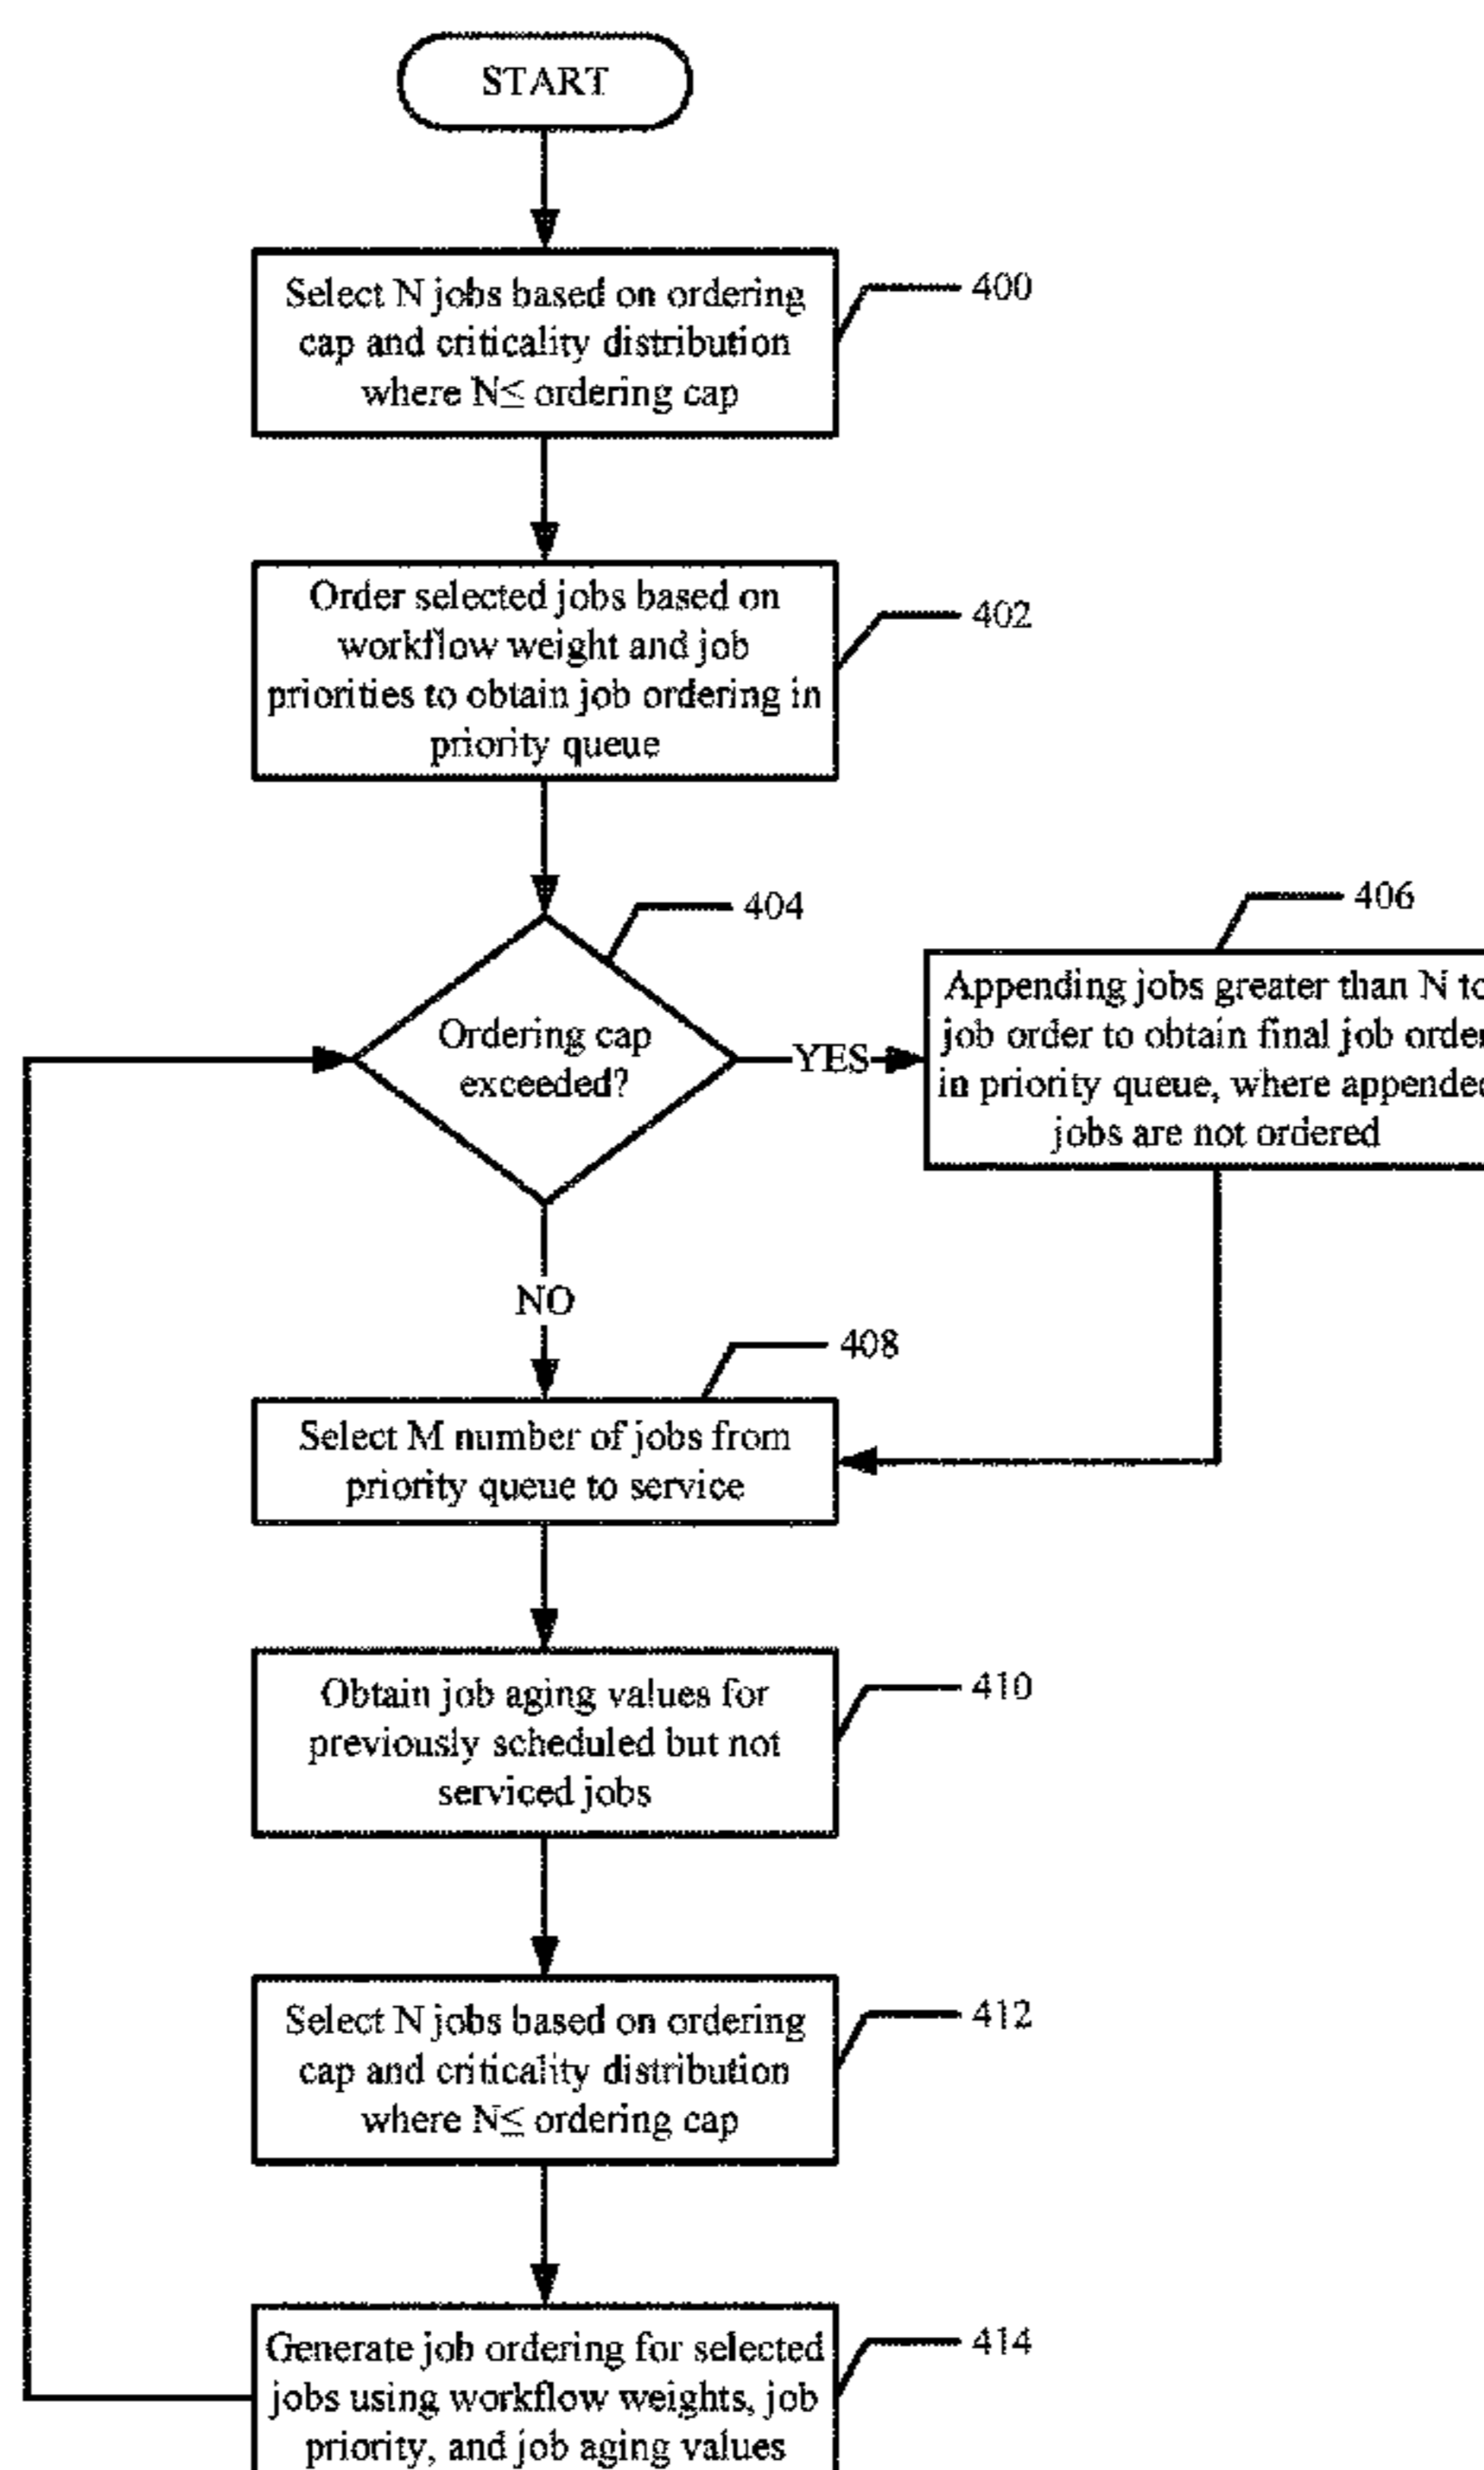 START
Select N jobs based on ordering
cap and criticality distribution
where N≤ ordering cap
400
Order selected jobs based on
workflow weight and job
priorities to obtain job ordering in
priority queue
402
404
Ordering cap
exceeded?
YES
406
Appending jobs greater than N to
job order to obtain final job order
in priority queue, where appended
jobs are not ordered
NO
408
Select M number of jobs from
priority queue to service
Obtain job aging values for
previously scheduled but not
serviced jobs
410
Select N jobs based on ordering
cap and criticality distribution
where N≤ ordering cap
412
Generate job ordering for selected
jobs using workflow weights, job
priority, and job aging values
414